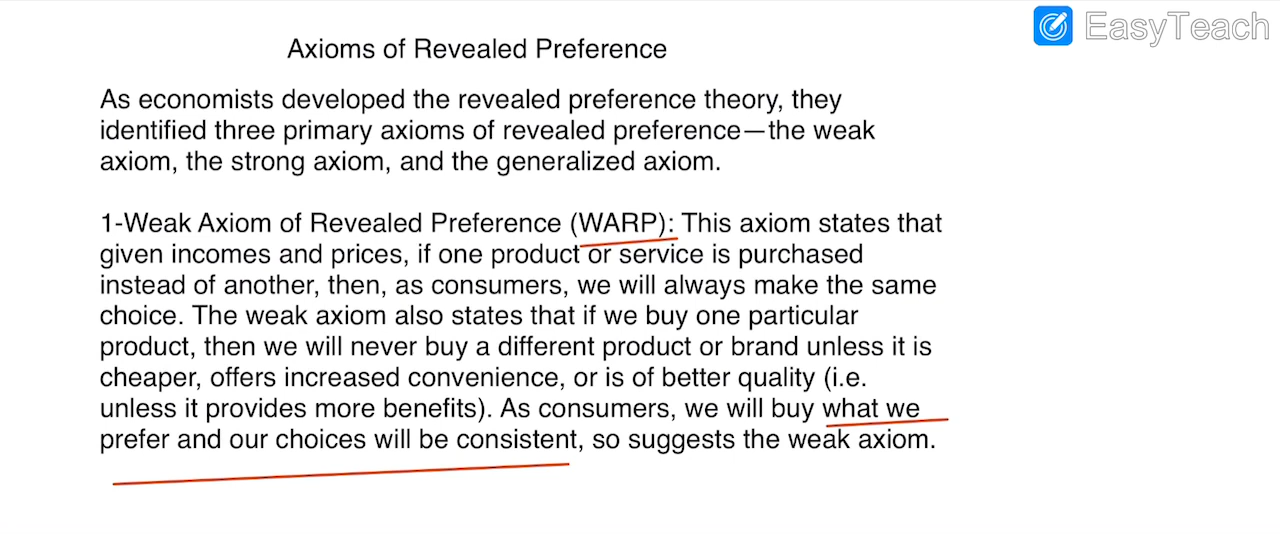 EasyTeach
Axioms of Revealed Preference
As economists developed the revealed preference theory, they
identified three primary axioms of revealed preference—the weak
axiom, the strong axiom, and the generalized axiom.
1-Weak Axiom of Revealed Preference (WARP): This axiom states that
given incomes and prices, if one product or service is purchased
instead of another, then, as consumers, we will always make the same
choice. The weak axiom also states that if we buy one particular
product, then we will never buy a different product or brand unless it is
cheaper, offers increased convenience, or is of better quality (i.e.
unless it provides more benefits). As consumers, we will buy what we
prefer and our choices will be consistent, so suggests the weak axiom.